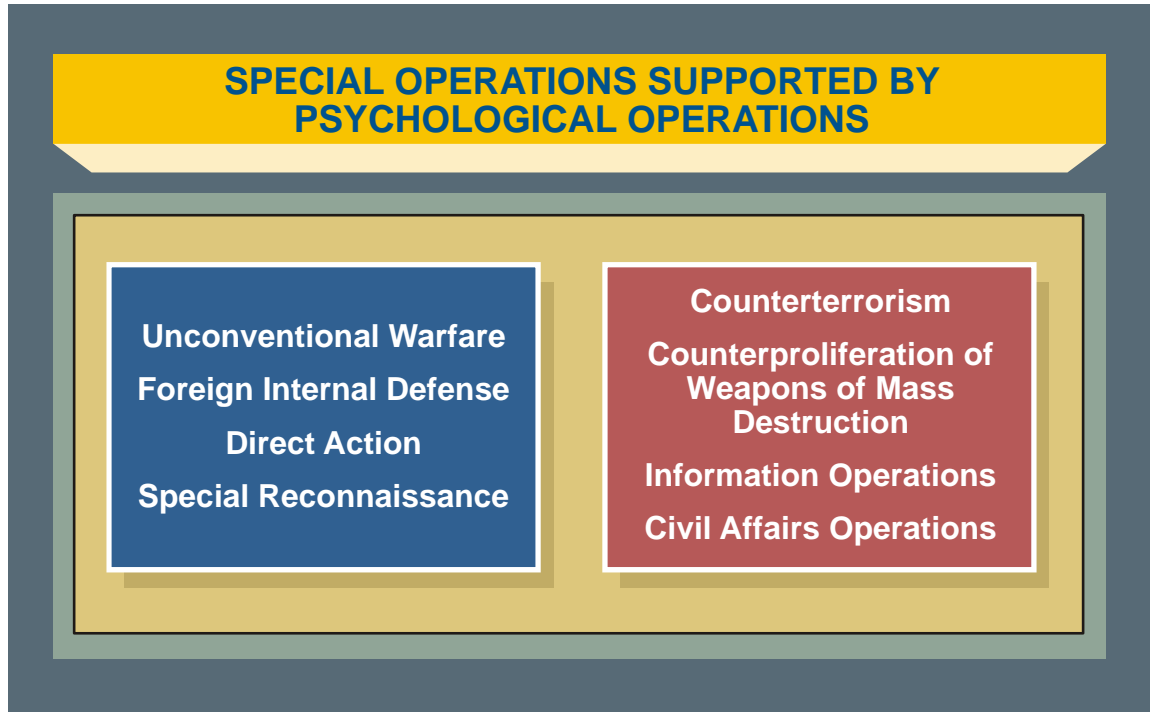 SPECIAL OPERATIONS SUPPORTED BY
PSYCHOLOGICAL OPERATIONS
Unconventional Warfare
Foreign Internal Defense
Direct Action
Special Reconnaissance
Counterterrorism
Counterproliferation of
Weapons of Mass
Destruction
Information Operations
Civil Affairs Operations